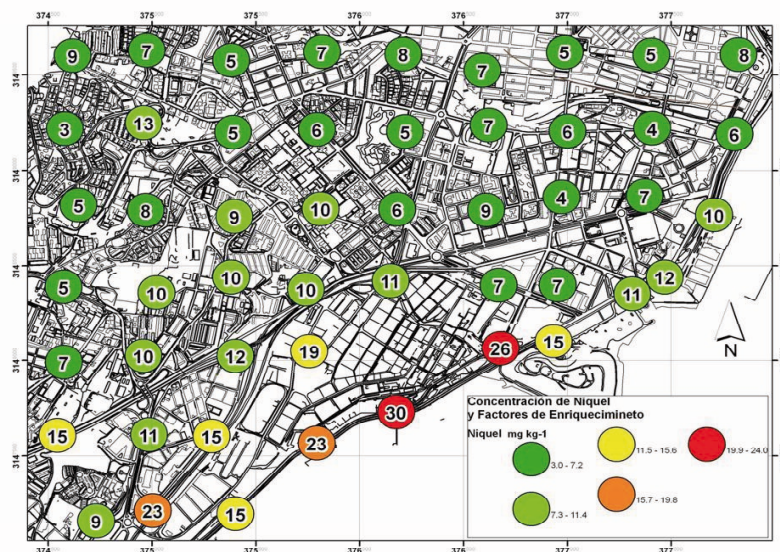 374 375 375 376 376 377 377
9 7 5 7 8 7 5 5 8
314
3 13 5 6 5 7 6 4 6
314
5 8 9 10 6 9 4 7 10
314
5 10 10 10 11 7 7 11 12
314
7 10 12 19 26 15
N
Concentración de Niquel
y Factores de Enriquecimineto
Niquel mg kg-1
3.0 - 7.2
11.5 - 15.6
19.9 - 24.0
7.3 - 11.4
15.7 - 19.8
15 11 15 23 30
314
9 23 15
374 375 375 376 376 377 377